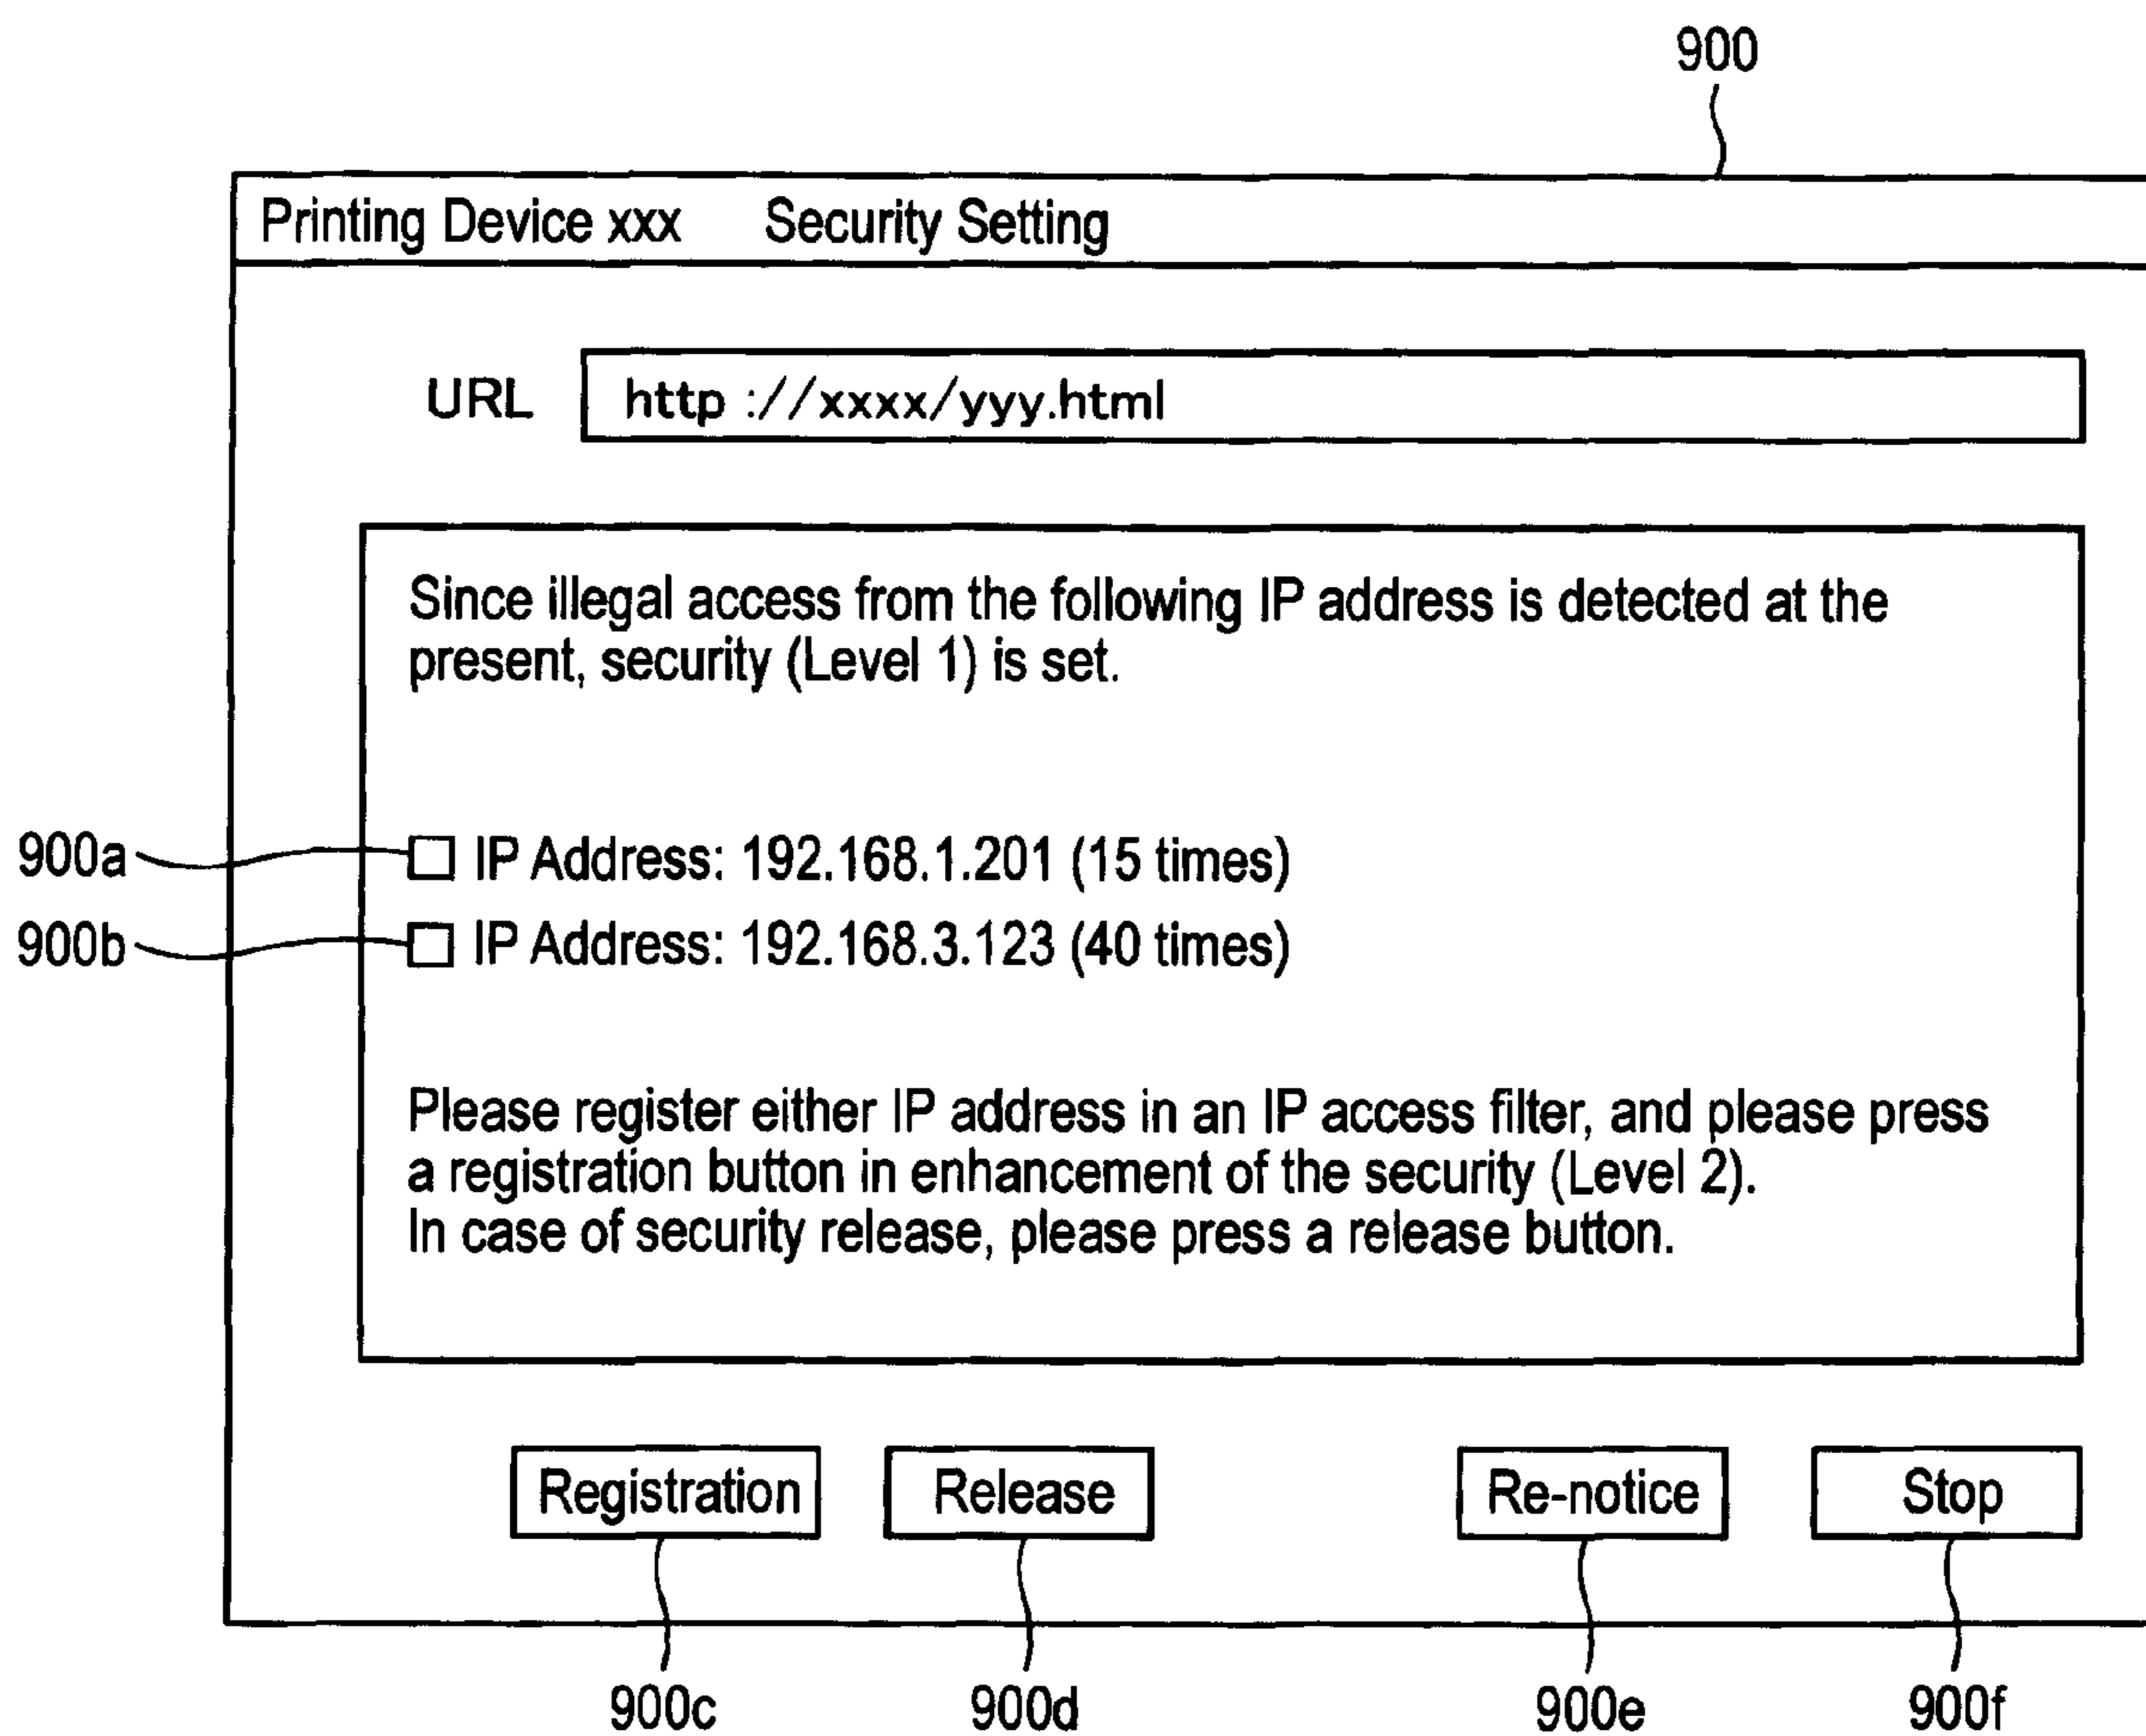 900
Printing Device xxx Security Setting
URL http ://xxxx/yyy.html
Since illegal access from the following IP address is detected at the
present, security (Level 1) is set.
900a IP Address: 192.168.1.201 (15 times)
900b IP Address: 192.168.3.123 (40 times)
Please register either IP address in an IP access filter, and please press
a registration button in enhancement of the security (Level 2).
In case of security release, please press a release button.
Registration Release Re-notice Stop
900c 900d 900e 900f